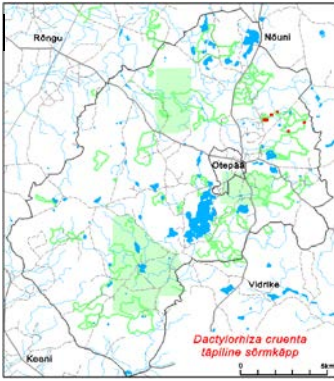 Rõngu
Nõuni
Otepää
Vidrike
Keeni
Dactylorhiza cruenta
täpiline sõrmkäpp
0
5km